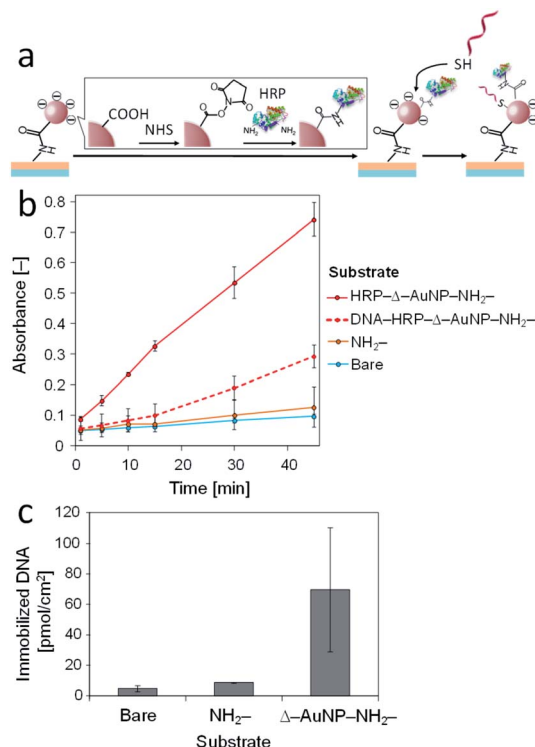 a
SH
COOH
NHS
O
N
O
O
O
HRP
NH₂
NH₂
O
N
H
O
N
H
O
N
H
S
O
N
H
b
Absorbance [–]
0.8
0.7
0.6
0.5
0.4
0.3
0.2
0.1
0
0
10
20
30
40
Time [min]
Substrate
HRP–Δ–AuNP–NH₂–
DNA–HRP–Δ–AuNP–NH₂–
NH₂–
Bare
c
Immobilized DNA
[pmol/cm²]
120
100
80
60
40
20
0
Bare
NH₂–
Δ–AuNP–NH₂–
Substrate